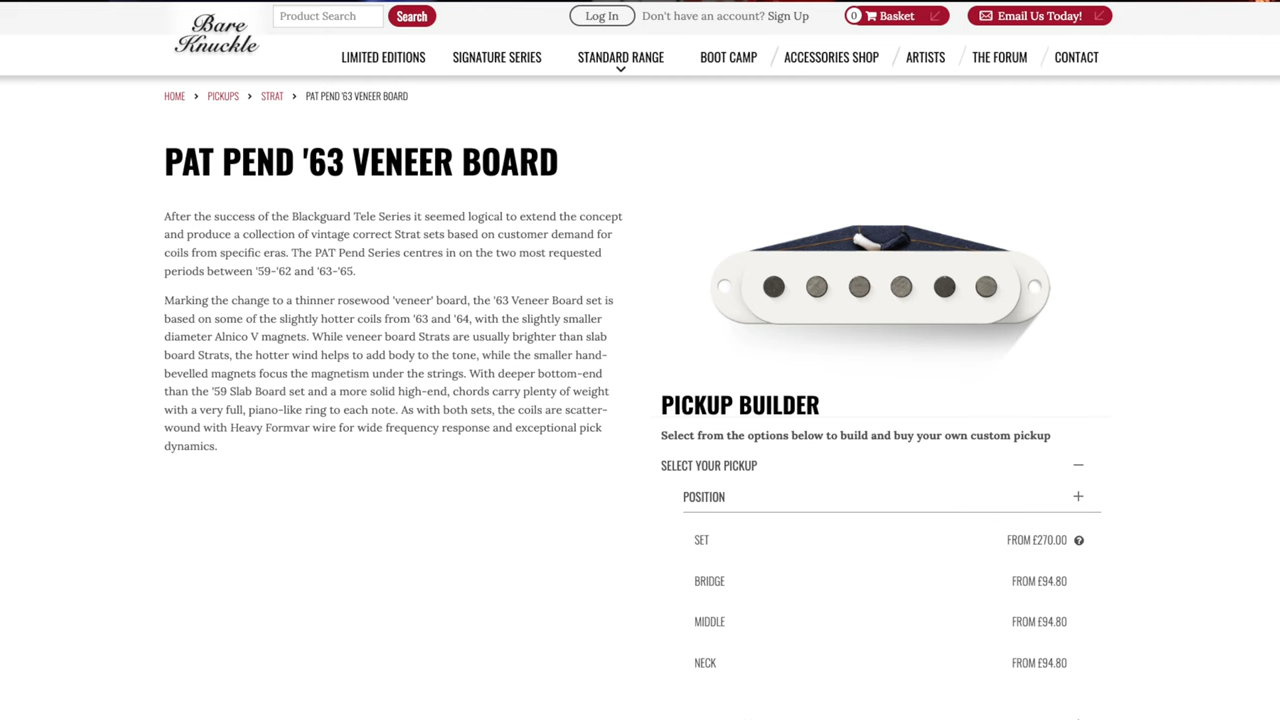 Bare
Knuckle
Product Search
Search
Log In
Don't have an account? Sign Up
0 Basket
Email Us Today!
LIMITED EDITIONS
SIGNATURE SERIES
STANDARD RANGE
BOOT CAMP
ACCESSORIES SHOP
ARTISTS
THE FORUM
CONTACT
HOME > PICKUPS > STRAT > PAT PEND '63 VENEER BOARD
PAT PEND '63 VENEER BOARD
After the success of the Blackguard Tele Series it seemed logical to extend the concept
and produce a collection of vintage correct Strat sets based on customer demand for
coils from specific eras. The PAT Pend Series centres in on the two most requested
periods between '59-'62 and '63-'65.
Marking the change to a thinner rosewood 'veneer' board, the '63 Veneer Board set is
based on some of the slightly hotter coils from '63 and '64, with the slightly smaller
diameter Alnico V magnets. While veneer board Strats are usually brighter than slab
board Strats, the hotter wind helps to add body to the tone, while the smaller hand-
bevelled magnets focus the magnetism under the strings. With deeper bottom-end
than the '59 Slab Board set and a more solid high-end, chords carry plenty of weight
with a very full, piano-like ring to each note. As with both sets, the coils are scatter-
wound with Heavy Formvar wire for wide frequency response and exceptional pick
dynamics.
PICKUP BUILDER
Select from the options below to build and buy your own custom pickup
SELECT YOUR PICKUP
POSITION
SET FROM £270.00
BRIDGE FROM £94.80
MIDDLE FROM £94.80
NECK FROM £94.80